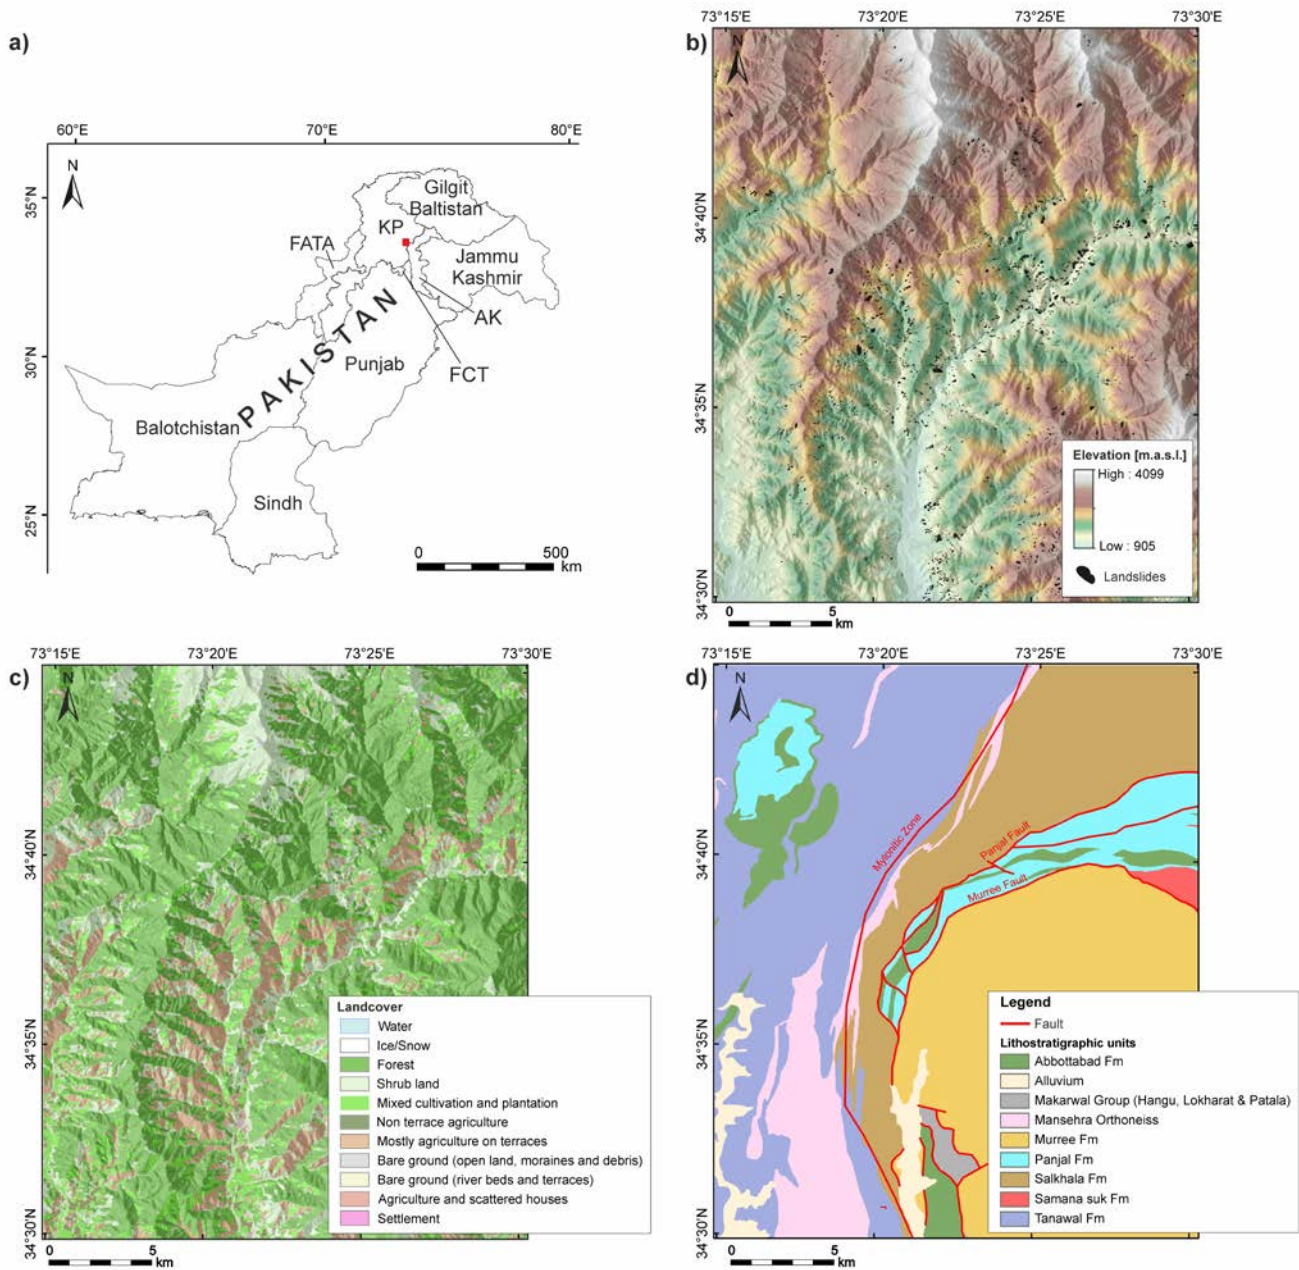 a)
60°E
70°E
80°E
N
35°N
30°N
25°N
Gilgit
Baltistan
KP
FATA
Jammu
Kashmir
AK
FCT
PAKISTAN
Punjab
Balotchistan
Sindh
0
500
km
b)
73°15'E
73°20'E
73°25'E
73°30'E
N
34°40'N
34°35'N
34°30'N
Elevation [m.a.s.l.]
High : 4099
Low : 905
Landslides
0
5
km
c)
73°15'E
73°20'E
73°25'E
73°30'E
N
34°40'N
34°35'N
34°30'N
Landcover
Water
Ice/Snow
Forest
Shrub land
Mixed cultivation and plantation
Non terrace agriculture
Mostly agriculture on terraces
Bare ground (open land, moraines and debris)
Bare ground (river beds and terraces)
Agriculture and scattered houses
Settlement
0
5
km
d)
73°15'E
73°20'E
73°25'E
73°30'E
N
34°40'N
34°35'N
34°30'N
Mylonitic Zone
Panjal Fault
Murree Fault
Legend
Fault
Lithostratigraphic units
Abbottabad Fm
Alluvium
Makarwal Group (Hangu, Lokharat & Patala)
Mansehra Orthoneiss
Murree Fm
Panjal Fm
Salkhala Fm
Samana suk Fm
Tanawal Fm
0
5
km